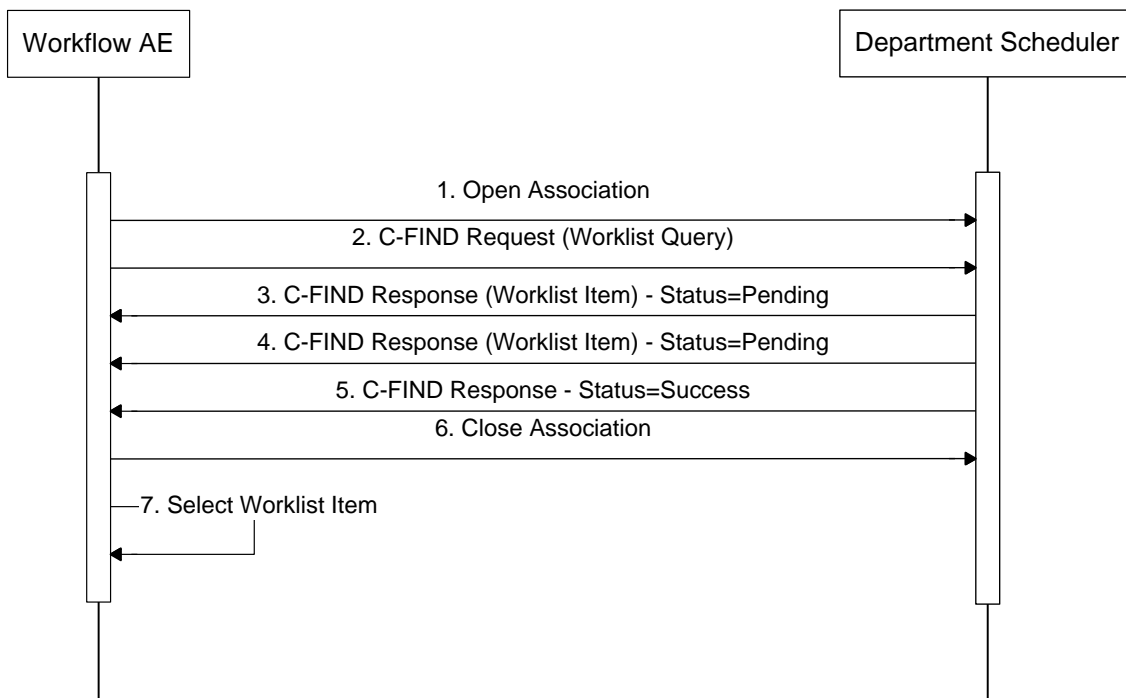 Workflow AE
Department Scheduler
1. Open Association
2. C-FIND Request (Worklist Query)
3. C-FIND Response (Worklist Item) - Status=Pending
4. C-FIND Response (Worklist Item) - Status=Pending
5. C-FIND Response - Status=Success
6. Close Association
7. Select Worklist Item